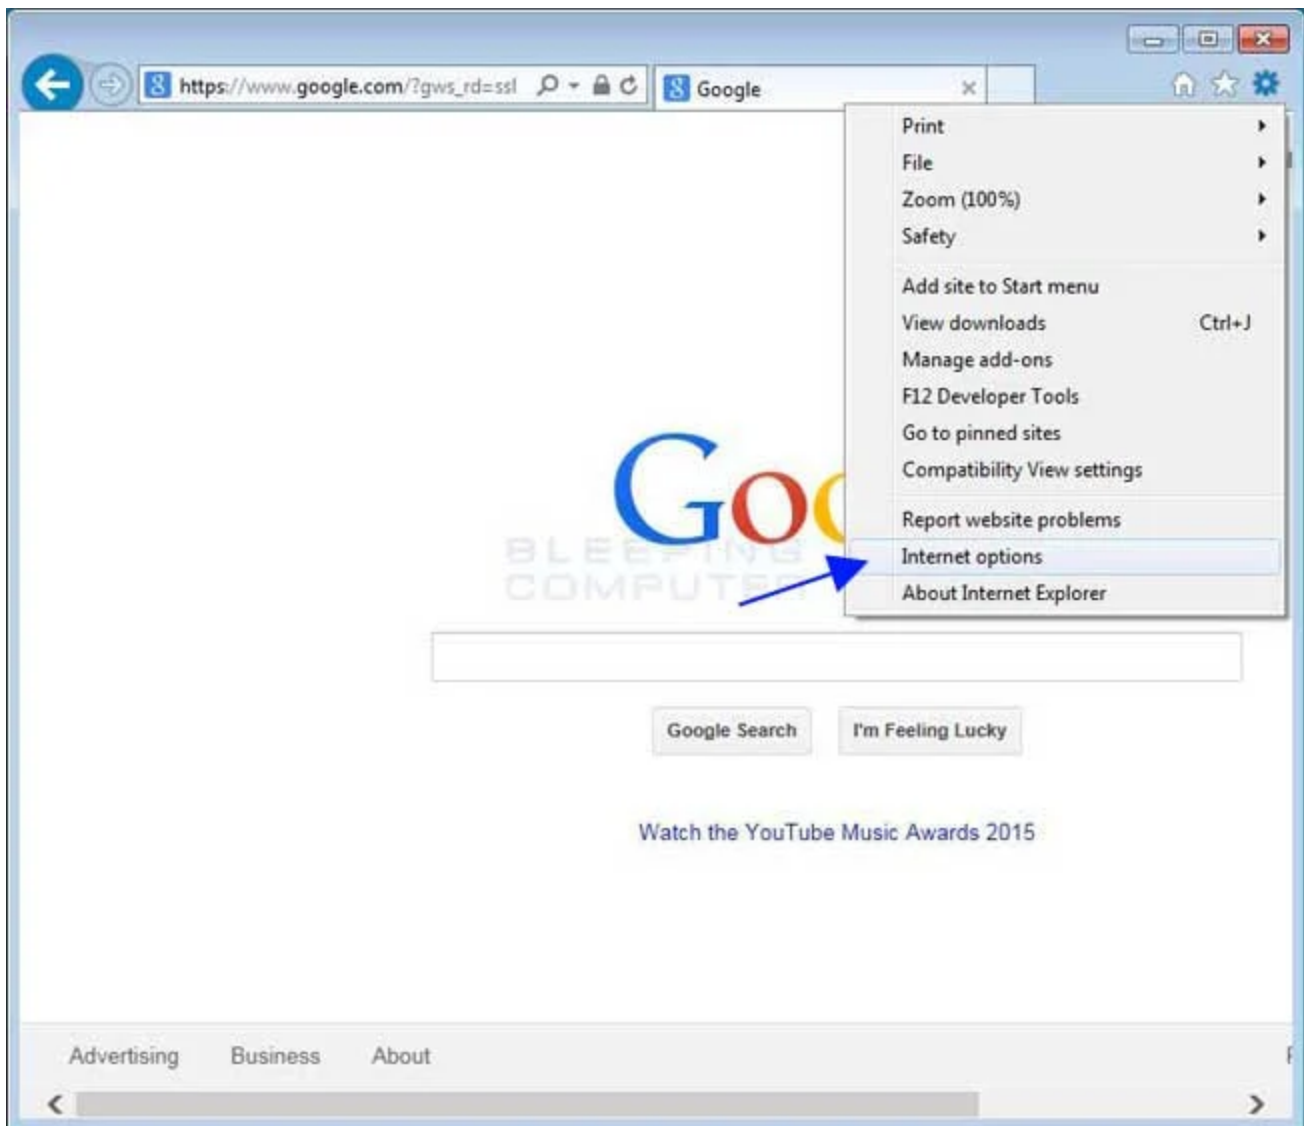 https://www.google.com/?gws_rd=ssl
Google
Print
File
Zoom (100%)
Safety
Add site to Start menu
View downloads Ctrl+J
Manage add-ons
F12 Developer Tools
Go to pinned sites
Compatibility View settings
Report website problems
Internet options
About Internet Explorer
Goo
BLEEPING
COMPUTER
Google Search
I'm Feeling Lucky
Watch the YouTube Music Awards 2015
Advertising Business About